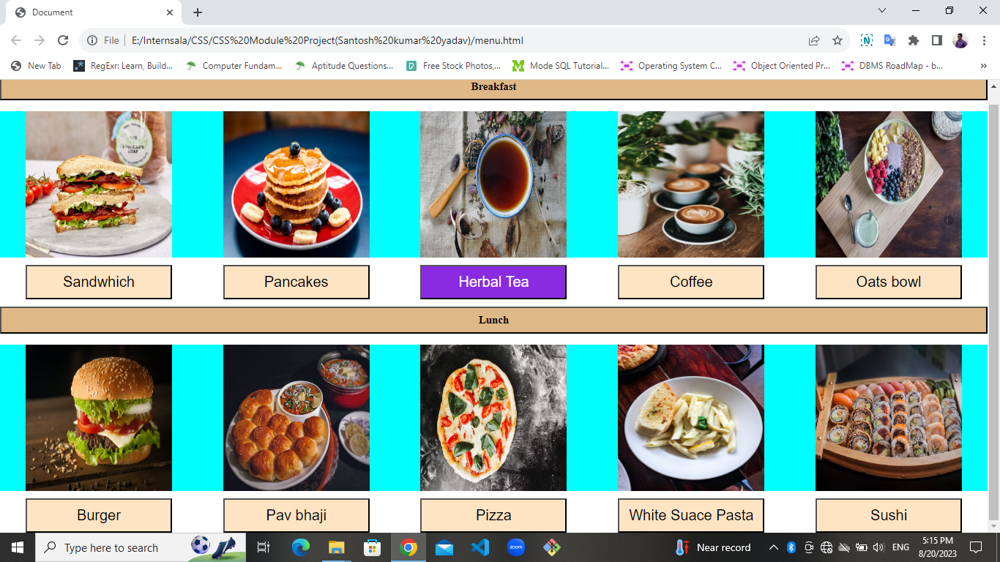 Document
File E:/Internsala/CSS/CSS%20Module%20Project(Santosh%20kumar%20yadav)/menu.html
New Tab RegExr: Learn, Build... Computer Fundam... Aptitude Questions... Free Stock Photos,... Mode SQL Tutorial... Operating System C... Object Oriented Pr... DBMS RoadMap - b... »
Breakfast
Sandwhich Pancakes Herbal Tea Coffee Oats bowl
Lunch
Burger Pav bhaji Pizza White Suace Pasta Sushi
Type here to search zoom Near record ENG 5:15 PM
8/20/2023